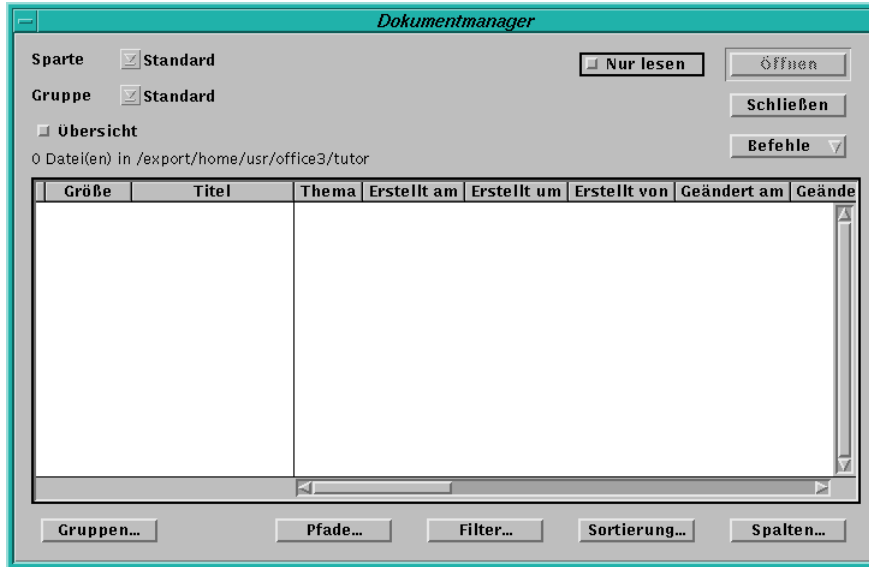 Dokumentmanager
Sparte Standard Nur lesen Öffnen
Gruppe Standard Schließen
Übersicht
0 Datei(en) in /export/home/usr/office3/tutor Befehle
Größe Titel Thema Erstellt am Erstellt um Erstellt von Geändert am Geände
Gruppen... Pfade... Filter... Sortierung... Spalten...